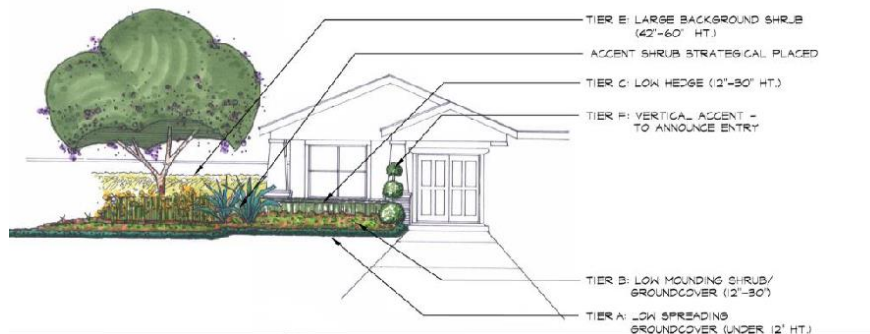 TIER E: LARGE BACKGROUND SHRUB
(42"-60" HT.)
ACCENT SHRUB STRATEGICAL PLACED
TIER C: LOW HEDGE (12"-30" HT.)
TIER F: VERTICAL ACCENT -
TO ANNOUNCE ENTRY
TIER B: LOW MOUNDING SHRUB/
GROUNDCOVER (12"-30")
TIER A: LOW SPREADING
GROUNDCOVER (UNDER 12" HT.)